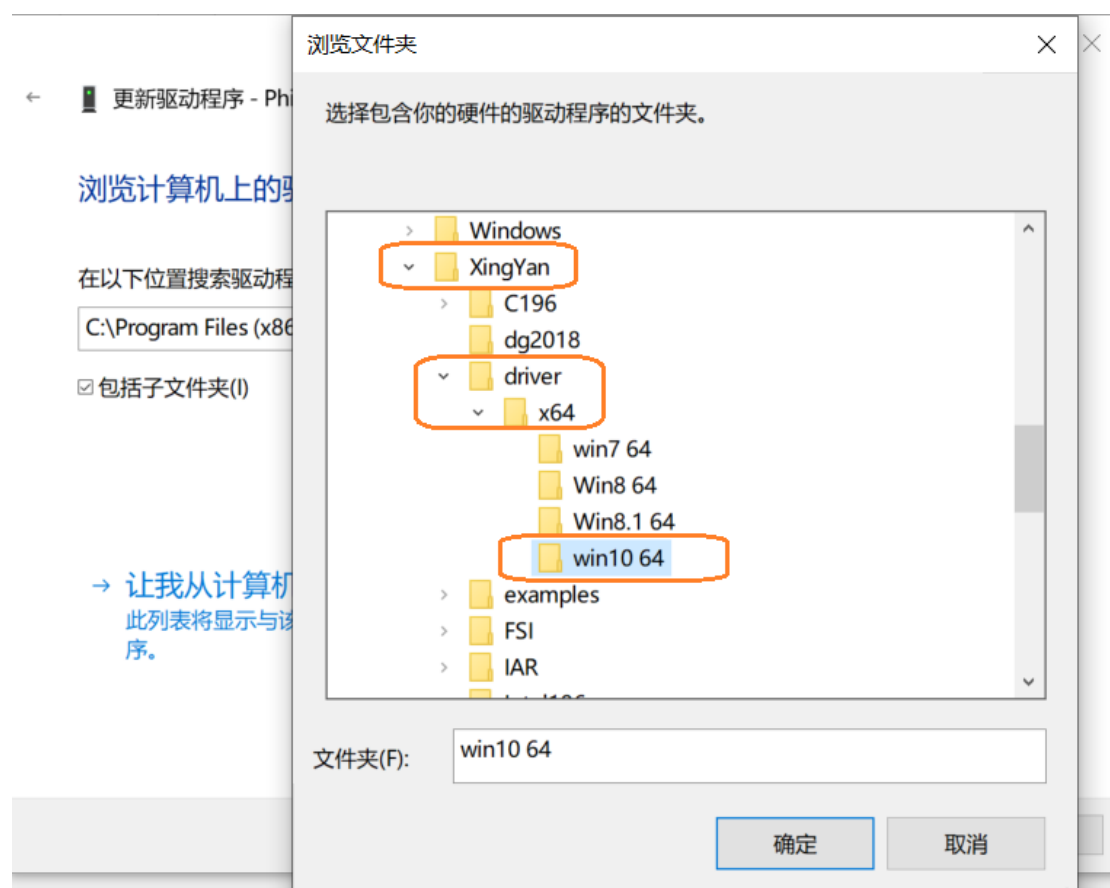 浏览文件夹
更新驱动程序 - Phi
选择包含你的硬件的驱动程序的文件夹。
浏览计算机上的驱
在以下位置搜索驱动程
C:\Program Files (x86
包括子文件夹(I)
Windows
XingYan
C196
dg2018
driver
x64
win7 64
Win8 64
Win8.1 64
win10 64
examples
FSI
IAR
让我从计算机
此列表将显示与该
序。
文件夹(F):
win10 64
确定
取消